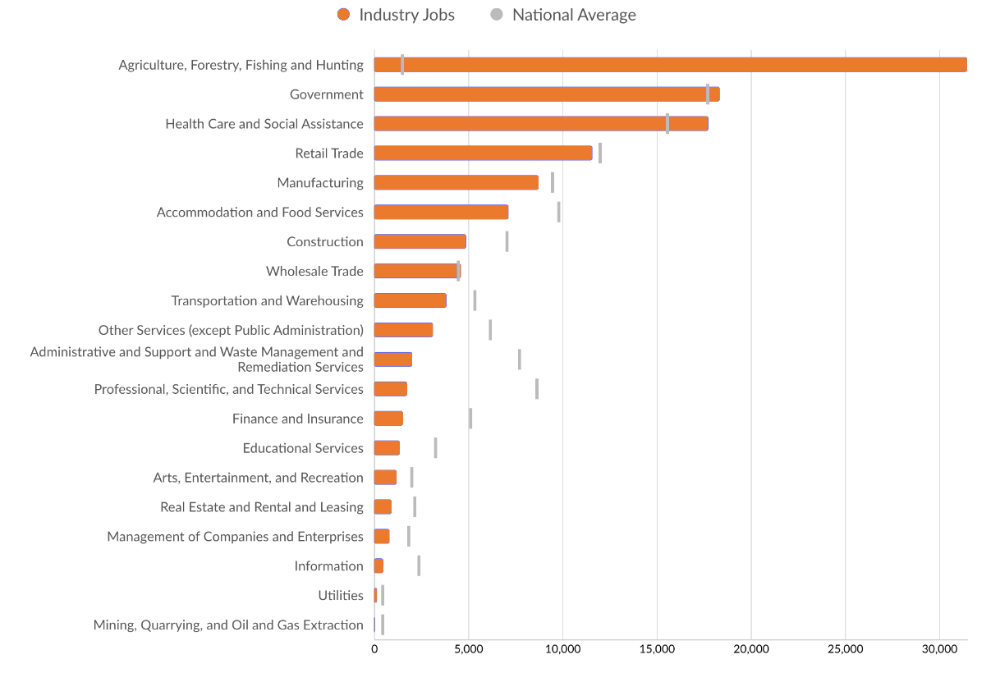 Industry Jobs National Average
Agriculture, Forestry, Fishing and Hunting
Government
Health Care and Social Assistance
Retail Trade
Manufacturing
Accommodation and Food Services
Construction
Wholesale Trade
Transportation and Warehousing
Other Services (except Public Administration)
Administrative and Support and Waste Management and
Remediation Services
Professional, Scientific, and Technical Services
Finance and Insurance
Educational Services
Arts, Entertainment, and Recreation
Real Estate and Rental and Leasing
Management of Companies and Enterprises
Information
Utilities
Mining, Quarrying, and Oil and Gas Extraction
0 5,000 10,000 15,000 20,000 25,000 30,000